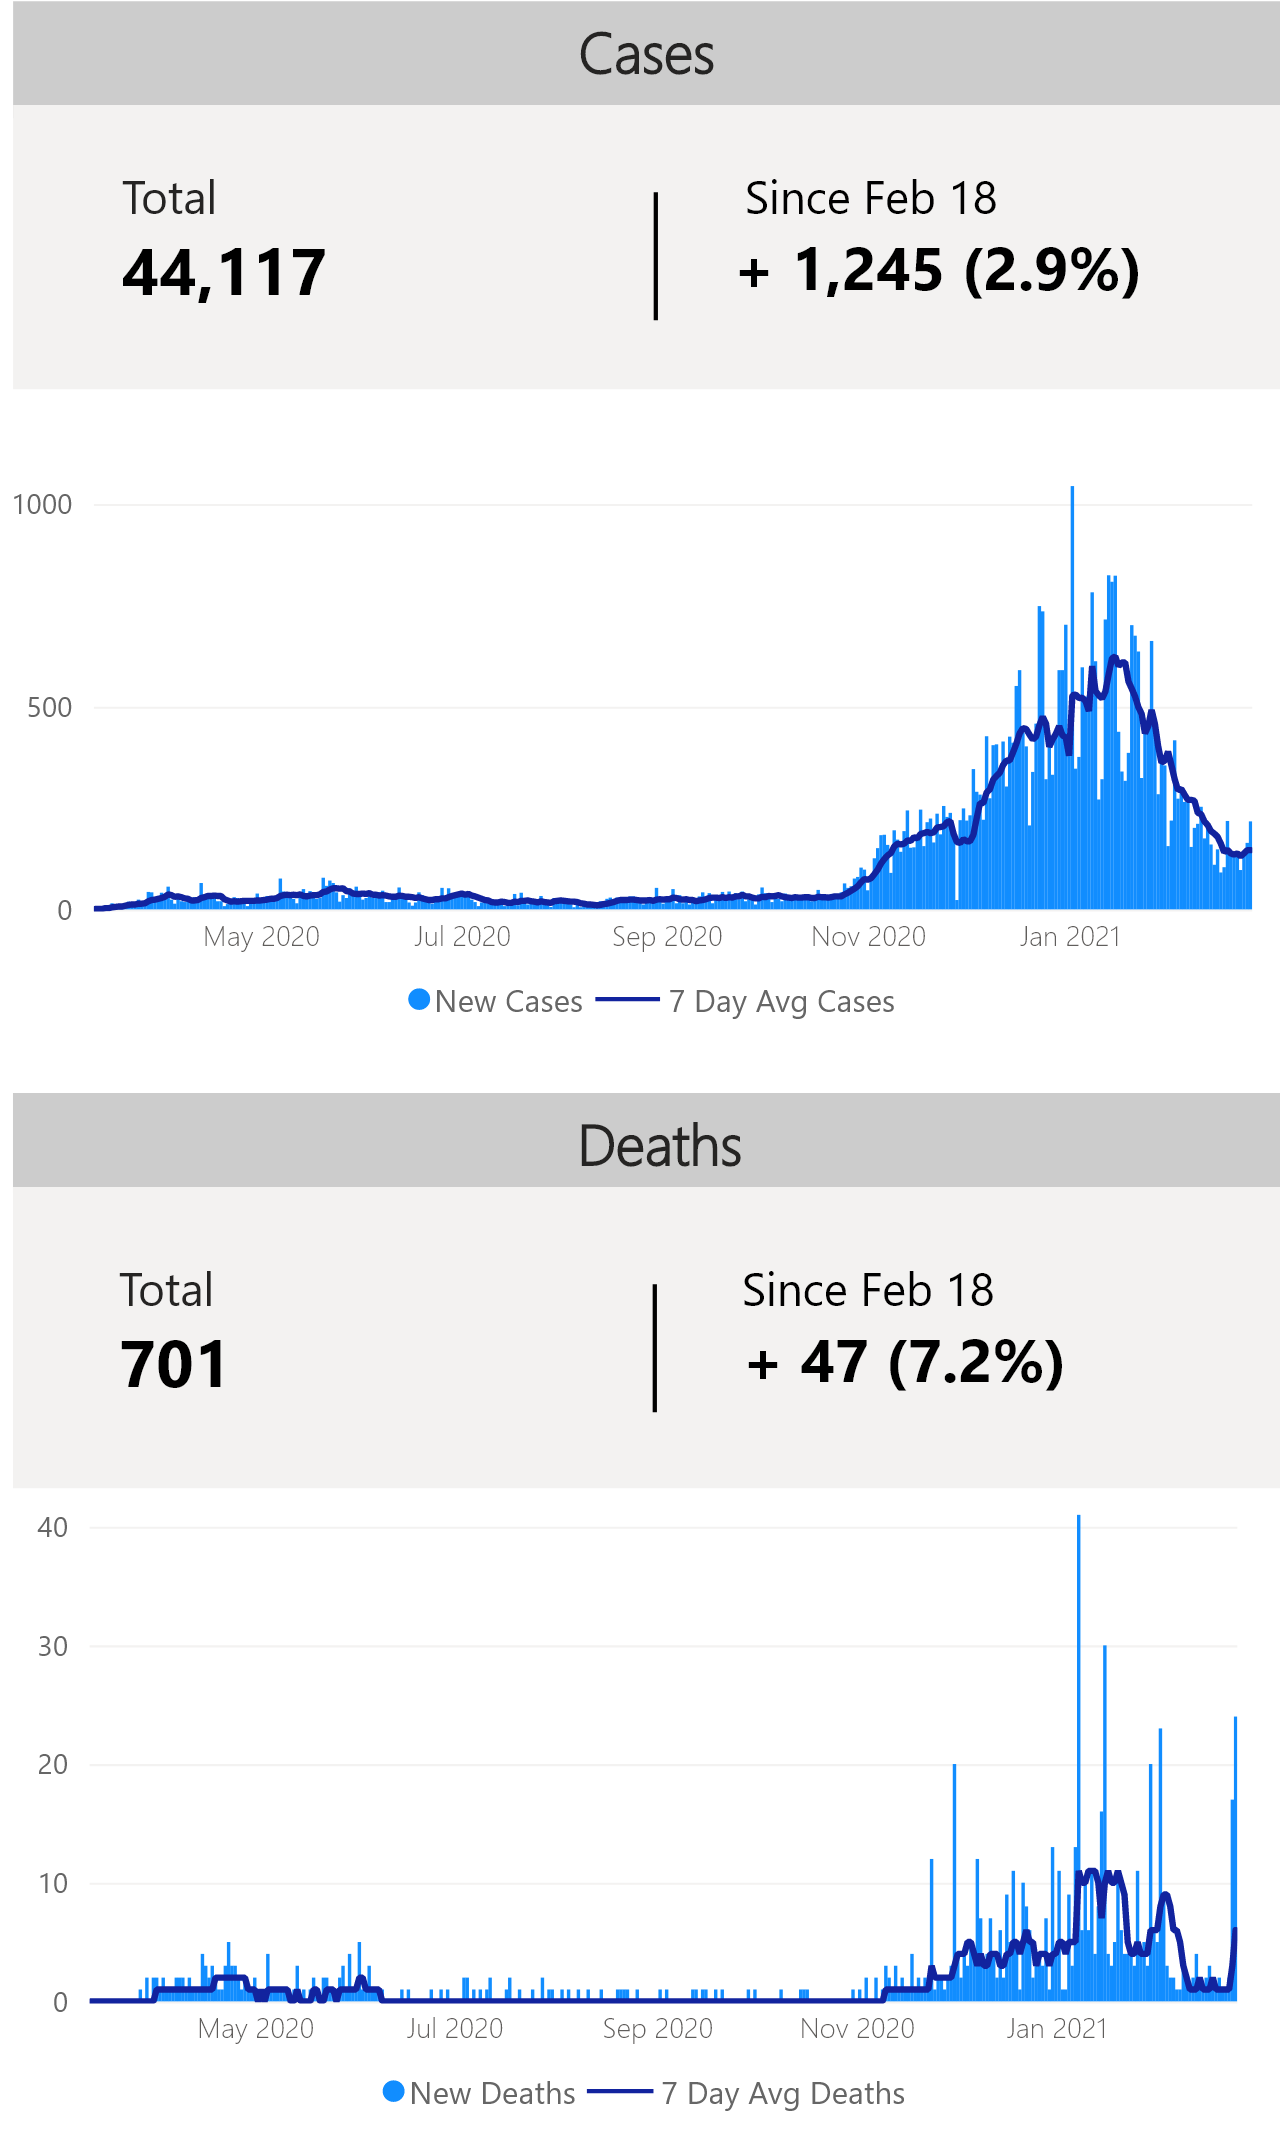 Cases
Total
Since Feb 18
44,117
+ 1,245 (2.9%)
1000
500
0
May 2020
Jul 2020
Sep 2020
Nov 2020
Jan 2021
New Cases
7 Day Avg Cases
Deaths
Total
Since Feb 18
701
+ 47 (7.2%)
40
30
20
10
0
May 2020
Jul 2020
Sep 2020
Nov 2020
Jan 2021
New Deaths
7 Day Avg Deaths